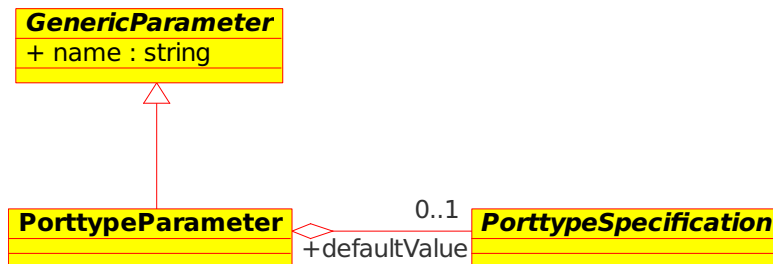 GenericParameter
+ name : string
0..1
PorttypeParameter
PorttypeSpecification
+defaultValue